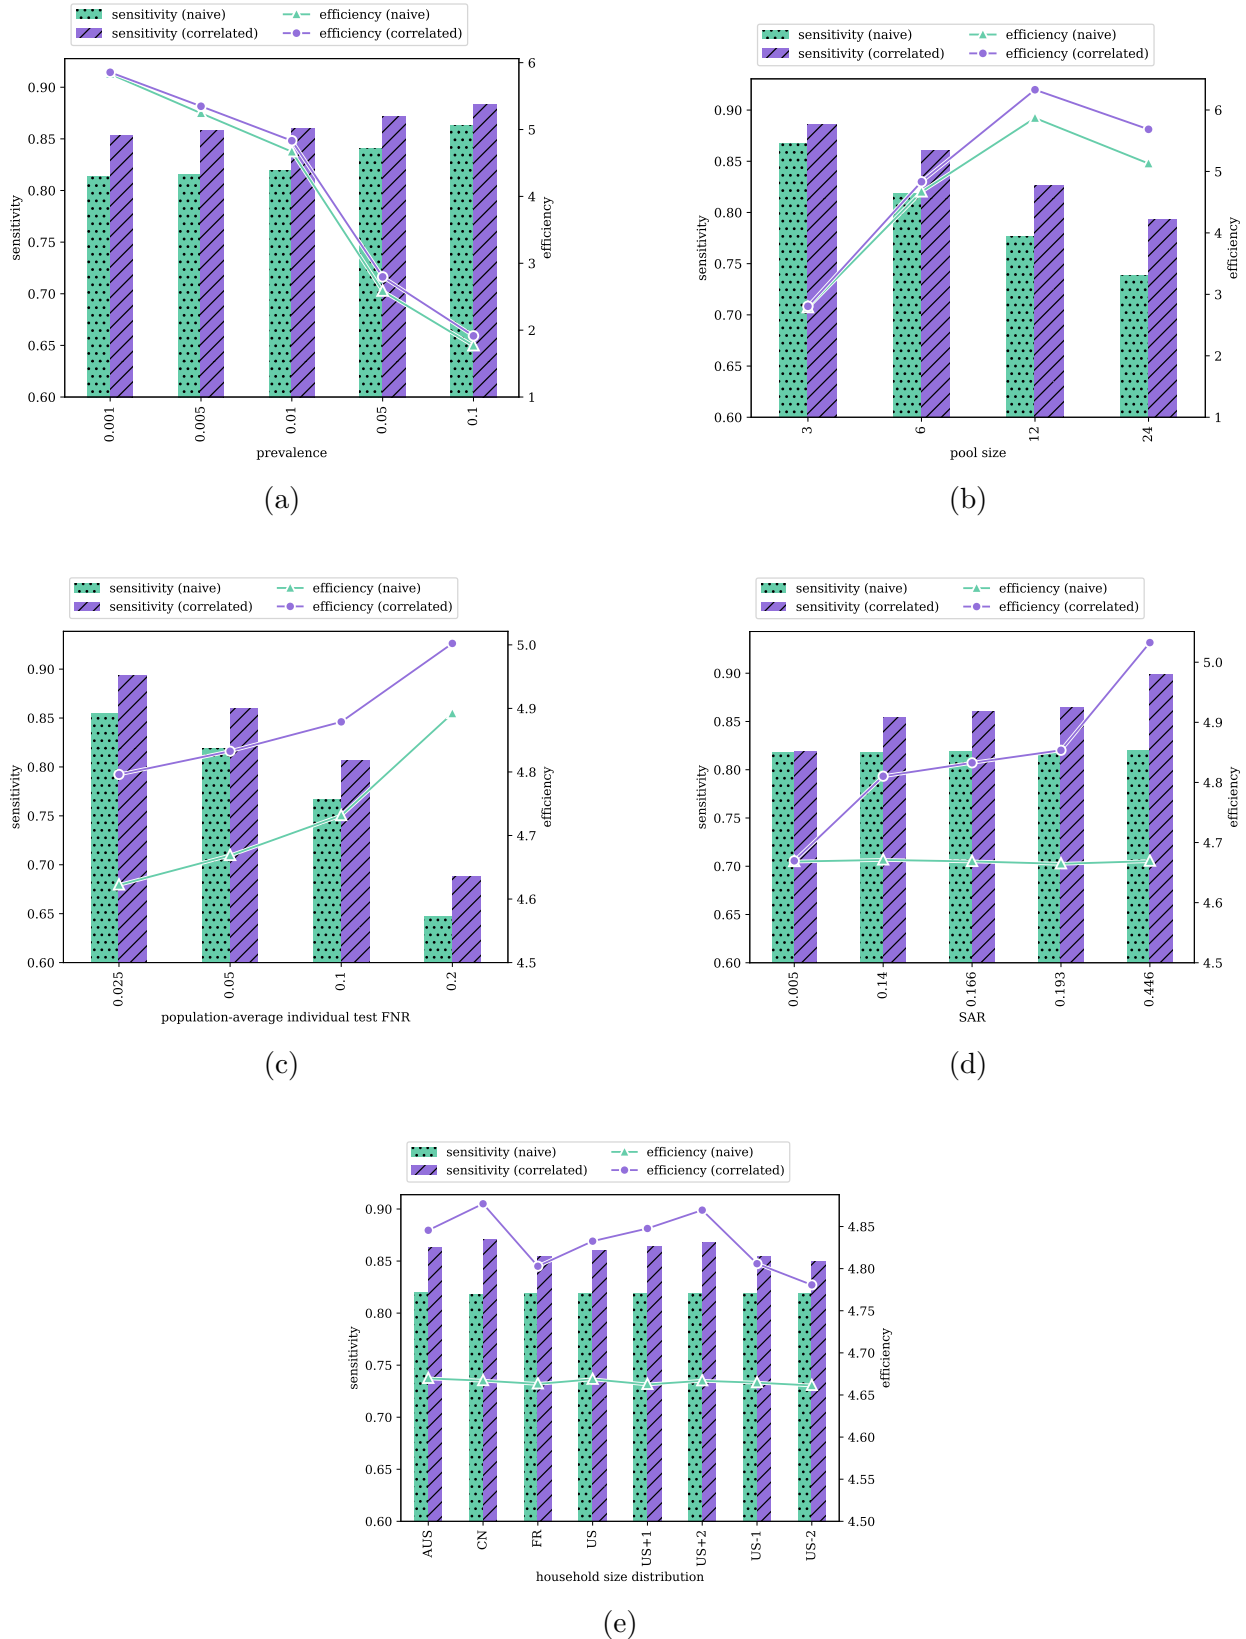 sensitivity (naive)
sensitivity (correlated)
efficiency (naive)
efficiency (correlated)
0.90
0.85
0.80
0.75
0.70
0.65
0.60
sensitivity
6
5
4
3
2
1
efficiency
0.001
0.005
0.01
0.05
0.1
prevalence
(a)
sensitivity (naive)
sensitivity (correlated)
efficiency (naive)
efficiency (correlated)
0.90
0.85
0.80
0.75
0.70
0.65
0.60
sensitivity
6
5
4
3
2
1
efficiency
3
6
12
24
pool size
(b)
sensitivity (naive)
sensitivity (correlated)
efficiency (naive)
efficiency (correlated)
0.90
0.85
0.80
0.75
0.70
0.65
0.60
sensitivity
5.0
4.9
4.8
4.7
4.6
4.5
efficiency
0.025
0.05
0.1
0.2
population-average individual test FNR
(c)
sensitivity (naive)
sensitivity (correlated)
efficiency (naive)
efficiency (correlated)
0.90
0.85
0.80
0.75
0.70
0.65
0.60
sensitivity
5.0
4.9
4.8
4.7
4.6
4.5
efficiency
0.005
0.14
0.166
0.193
0.446
SAR
(d)
sensitivity (naive)
sensitivity (correlated)
efficiency (naive)
efficiency (correlated)
0.90
0.85
0.80
0.75
0.70
0.65
0.60
sensitivity
4.85
4.80
4.75
4.70
4.65
4.60
4.55
4.50
efficiency
AUS
CN
FR
US
US+1
US+2
US-1
US-2
household size distribution
(e)